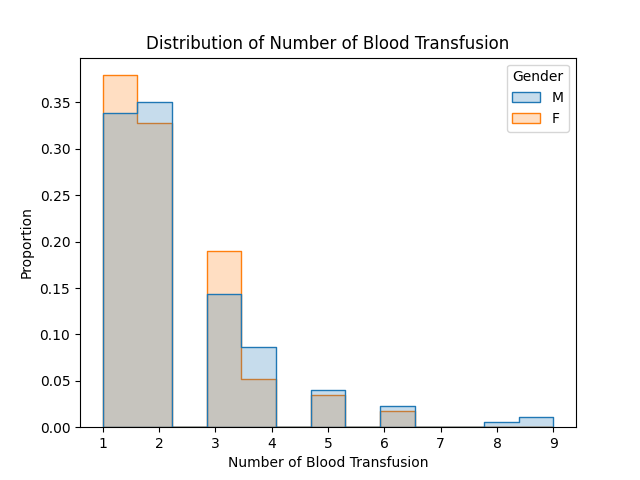 Distribution of Number of Blood Transfusion
Gender
M
F
0.35
0.30
0.25
0.20
0.15
0.10
0.05
0.00
Proportion
1 2 3 4 5 6 7 8 9
Number of Blood Transfusion